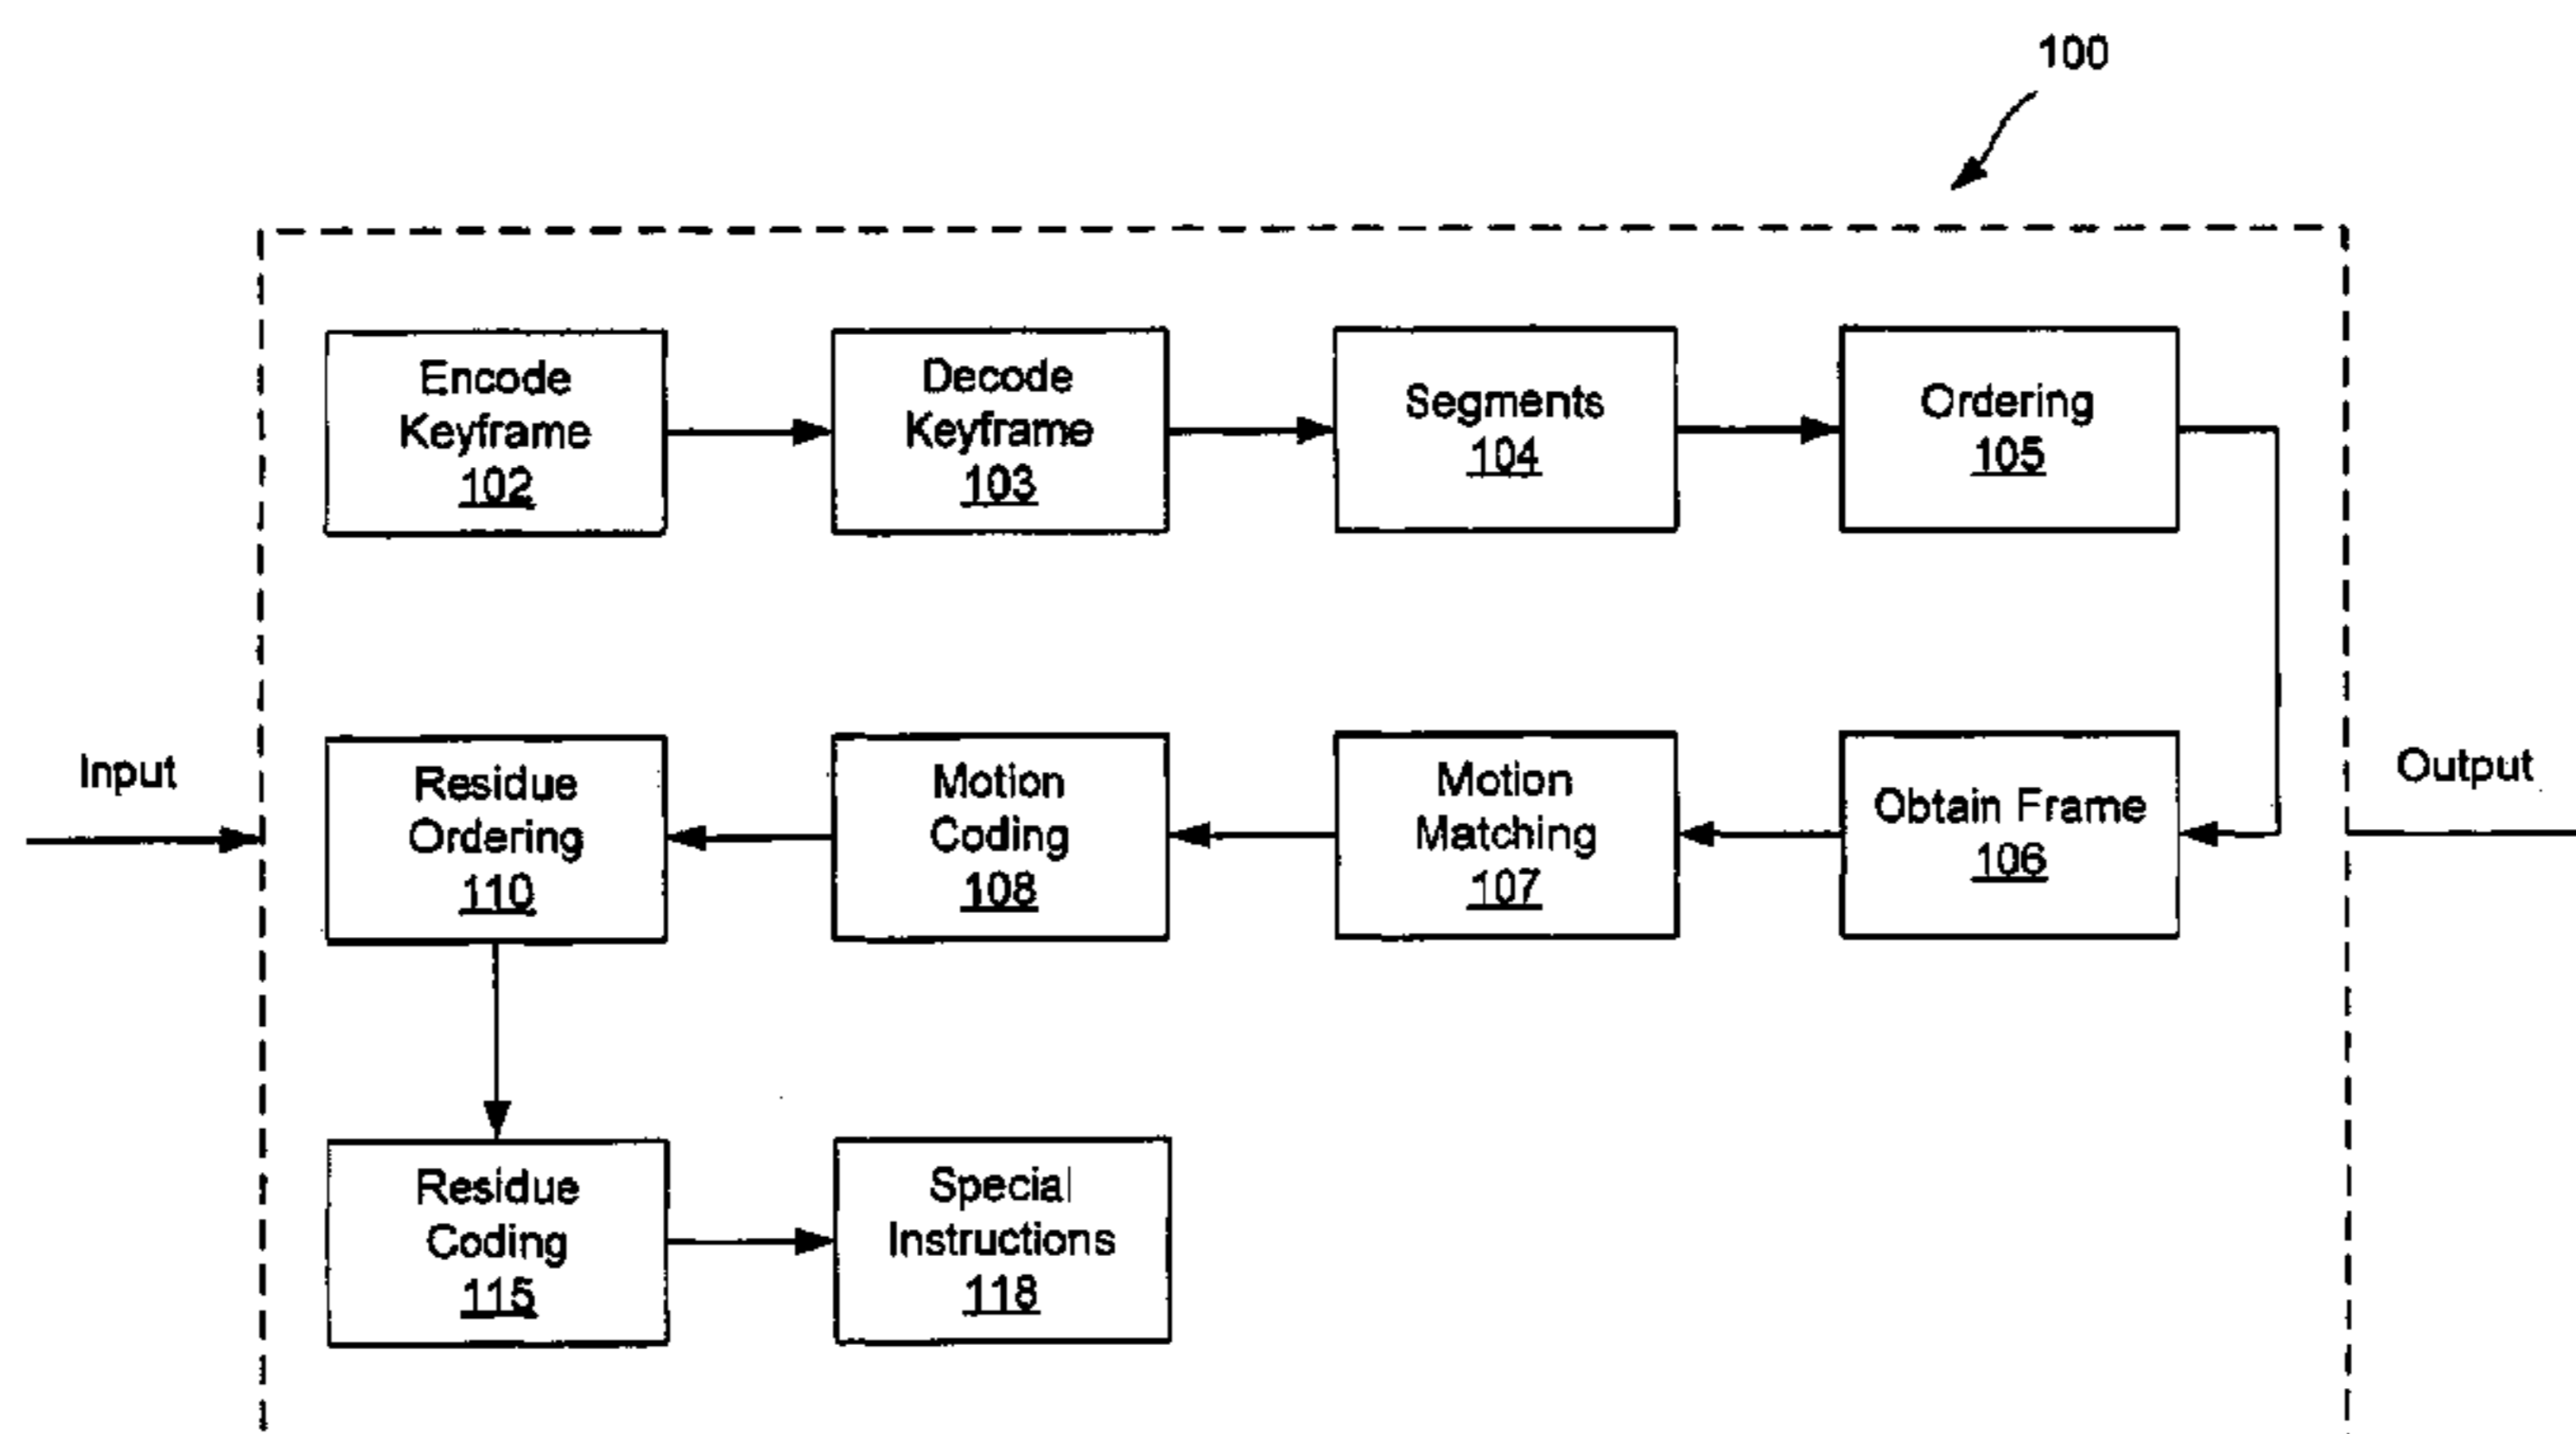 100
Encode
Keyframe
102
Decode
Keyframe
103
Segments
104
Ordering
105
Input
Residue
Ordering
110
Motion
Coding
108
Motion
Matching
107
Obtain Frame
106
Output
Residue
Coding
115
Special
Instructions
118